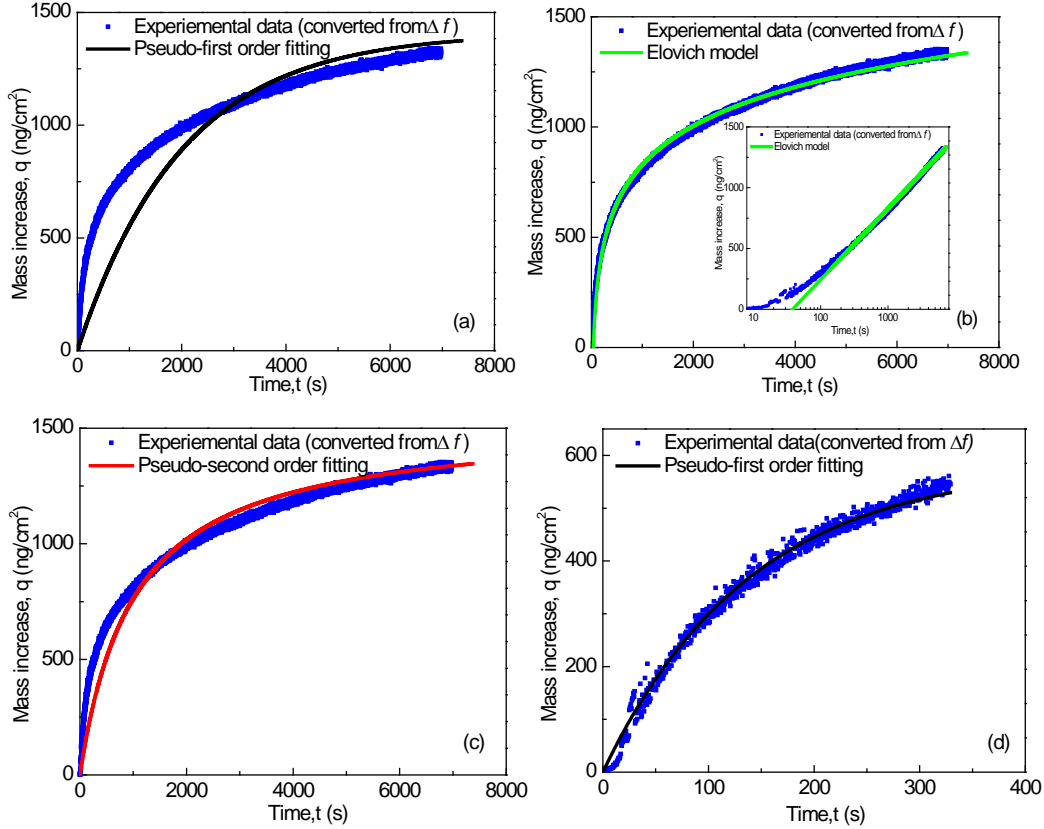 Experiemental data (converted from Δ f )
Pseudo-first order fitting
1500
1000
500
0
Mass increase, q (ng/cm²)
(a)
0 2000 4000 6000 8000
Time,t (s)
Experimental data (converted from Δ f )
Elovich model
1500
1000
500
0
Mass increase, q (ng/cm²)
Experiemental data (converted from Δ f )
Elovich model
1500
1000
500
0
Mass increase, q (ng/cm²)
10 100 1000
Time,t (s)
(b)
0 2000 4000 6000 8000
Time,t (s)
Experiemental data (converted from Δ f )
Pseudo-second order fitting
1500
1000
500
0
Mass increase, q (ng/cm²)
(c)
0 2000 4000 6000 8000
Time,t (s)
Experimental data(converted from Δf)
Pseudo-first order fitting
600
400
200
0
Mass increase, q (ng/cm²)
(d)
0 100 200 300 400
Time,t (s)